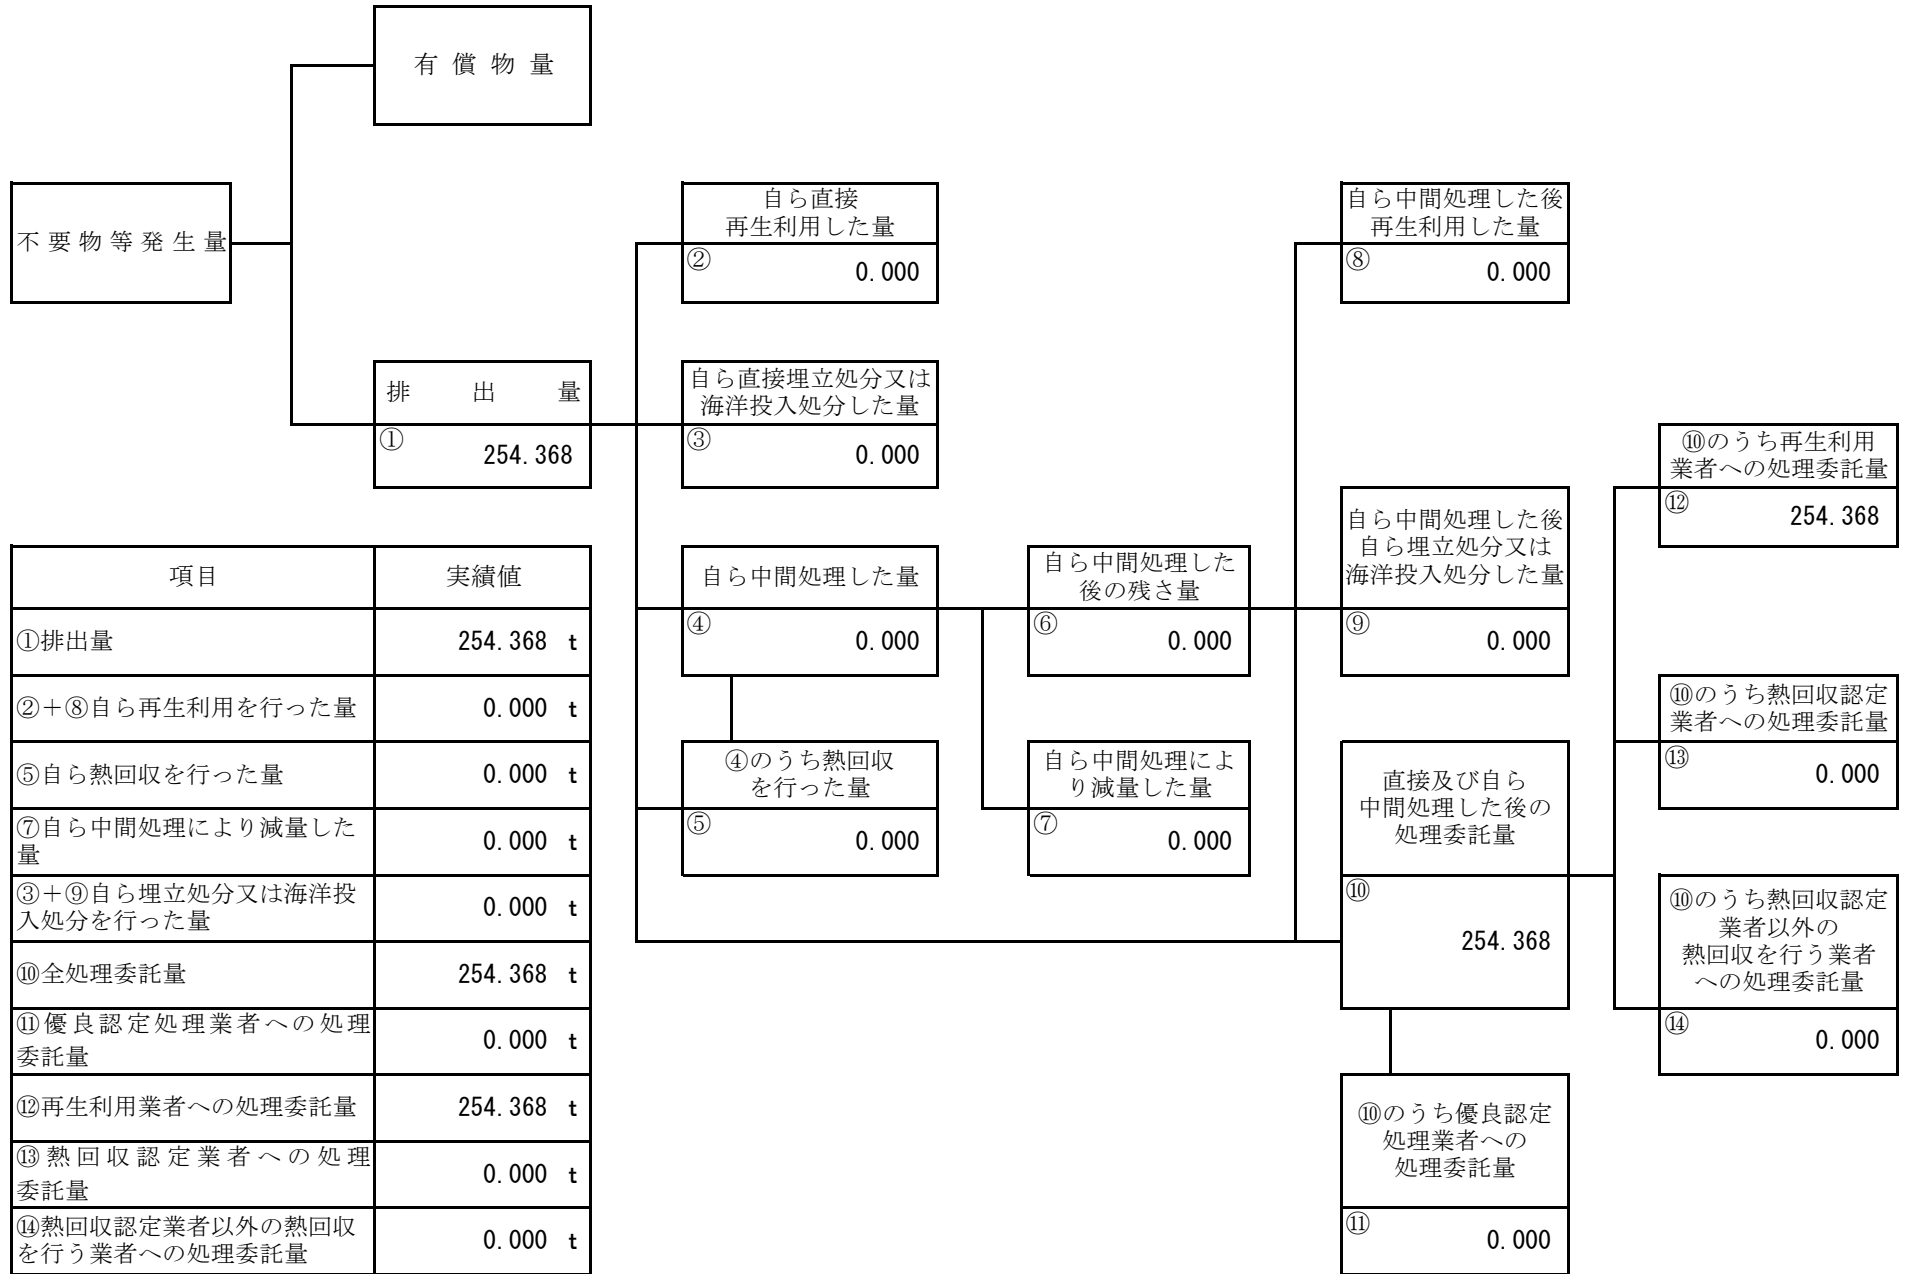 有償物量
不要物等発生量
自ら直接
再生利用した量
② 0.000
自ら中間処理した後
再生利用した量
⑧ 0.000
排出量
① 254.368
自ら直接埋立処分又は
海洋投入処分した量
③ 0.000
⑩のうち再生利用
業者への処理委託量
⑫ 254.368
自ら中間処理した量
④ 0.000
自ら中間処理した
後の残さ量
⑥ 0.000
自ら中間処理した後
自ら埋立処分又は
海洋投入処分した量
⑨ 0.000
④のうち熱回収
を行った量
⑤ 0.000
自ら中間処理によ
り減量した量
⑦ 0.000
直接及び自ら
中間処理した後の
処理委託量
⑩
254.368
⑩のうち熱回収認定
業者への処理委託量
⑬ 0.000
⑩のうち熱回収認定
業者以外の
熱回収を行う業者
への処理委託量
⑭ 0.000
⑩のうち優良認定
処理業者への
処理委託量
⑪ 0.000
項目 実績値
①排出量 254.368 t
②+⑧自ら再生利用を行った量 0.000 t
⑤自ら熱回収を行った量 0.000 t
⑦自ら中間処理により減量した
量 0.000 t
③+⑨自ら埋立処分又は海洋投
入処分を行った量 0.000 t
⑩全処理委託量 254.368 t
⑪優良認定処理業者への処理
委託量 0.000 t
⑫再生利用業者への処理委託量 254.368 t
⑬熱回収認定業者への処理
委託量 0.000 t
⑭熱回収認定業者以外の熱回収
を行う業者への処理委託量 0.000 t